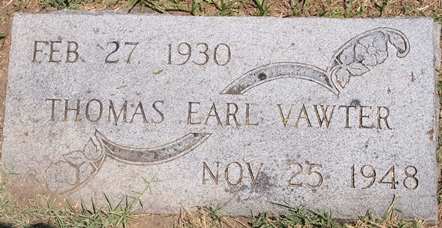 FEB 27 1930
THOMAS EARL VAWTER
NOV 25 1948